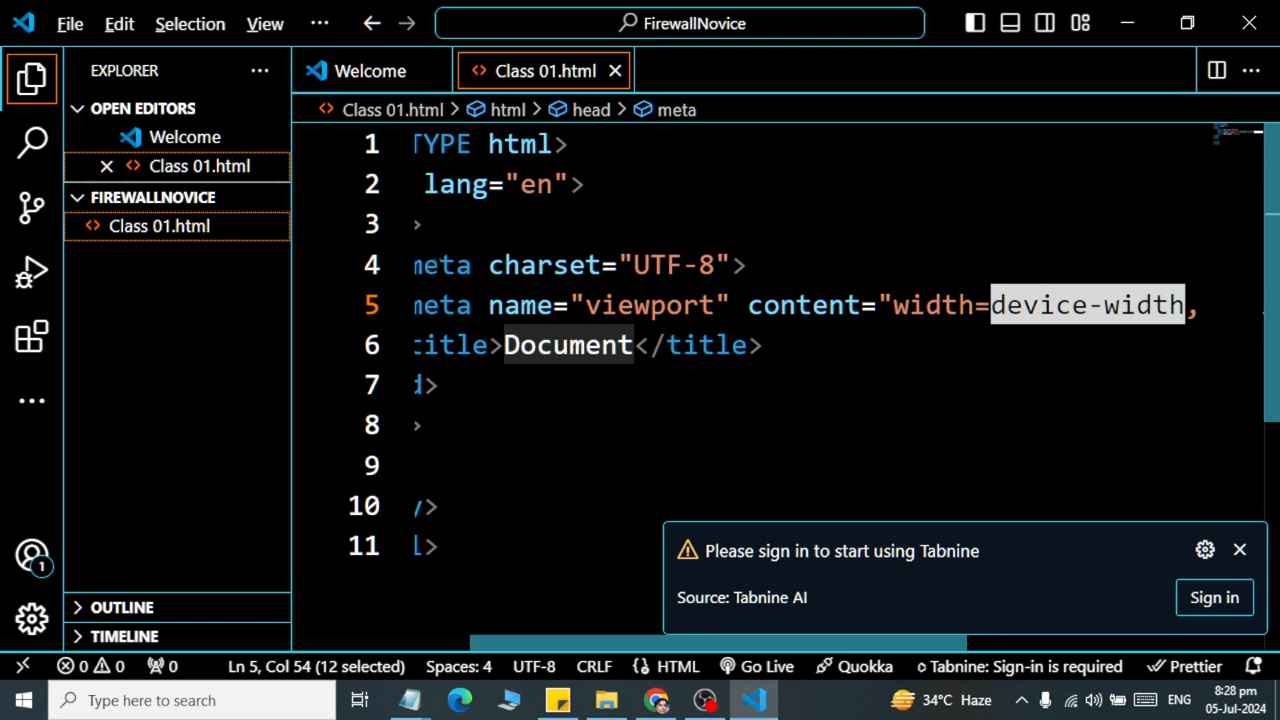 File Edit Selection View ··· FirewallNovice
EXPLORER ···
Welcome
Class 01.html
OPEN EDITORS
Welcome
Class 01.html
FIREWALLNOVICE
Class 01.html
OUTLINE
TIMELINE
Class 01.html > html > head > meta
1 TYPE html>
2 lang="en">
3 >
4 meta charset="UTF-8">
5 meta name="viewport" content="width=device-width,
6 title>Document</title>
7 d>
8 >
9
10 y>
11 l>
Please sign in to start using Tabnine
Source: Tabnine AI
Sign in
1
0 0 0 Ln 5, Col 54 (12 selected) Spaces: 4 UTF-8 CRLF HTML Go Live Quokka Tabnine: Sign-in is required Prettier
Type here to search
34°C Haze
ENG
8:28 pm
05-Jul-2024